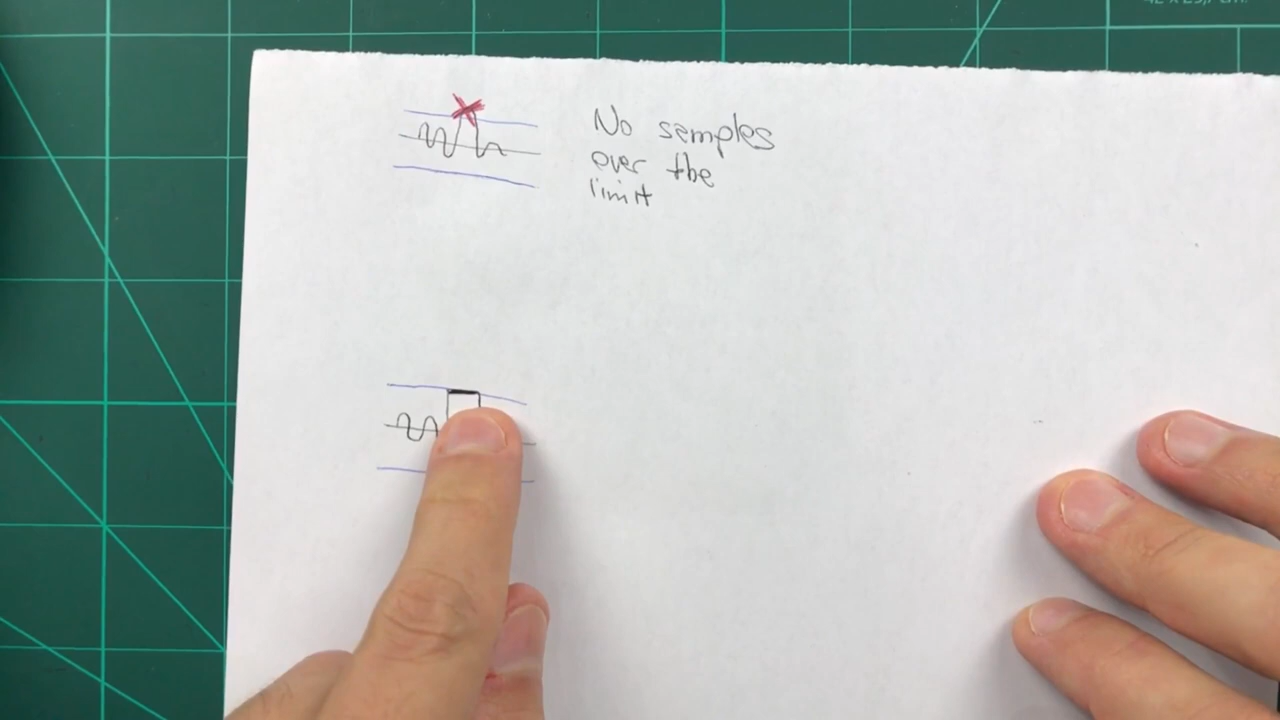 No samples
over the
limit